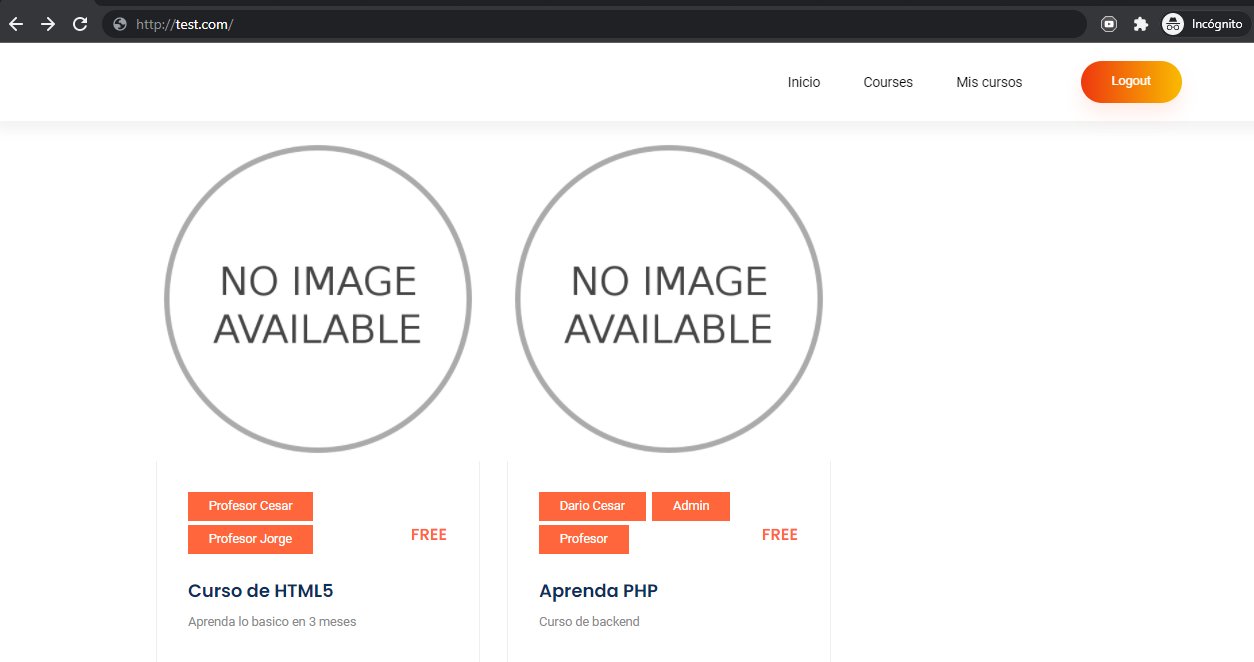 http://test.com/
Incógnito
Inicio Courses Mis cursos Logout
NO IMAGE
AVAILABLE
NO IMAGE
AVAILABLE
Profesor Cesar
Profesor Jorge
FREE
Curso de HTML5
Aprenda lo basico en 3 meses
Dario Cesar Admin
Profesor
FREE
Aprenda PHP
Curso de backend